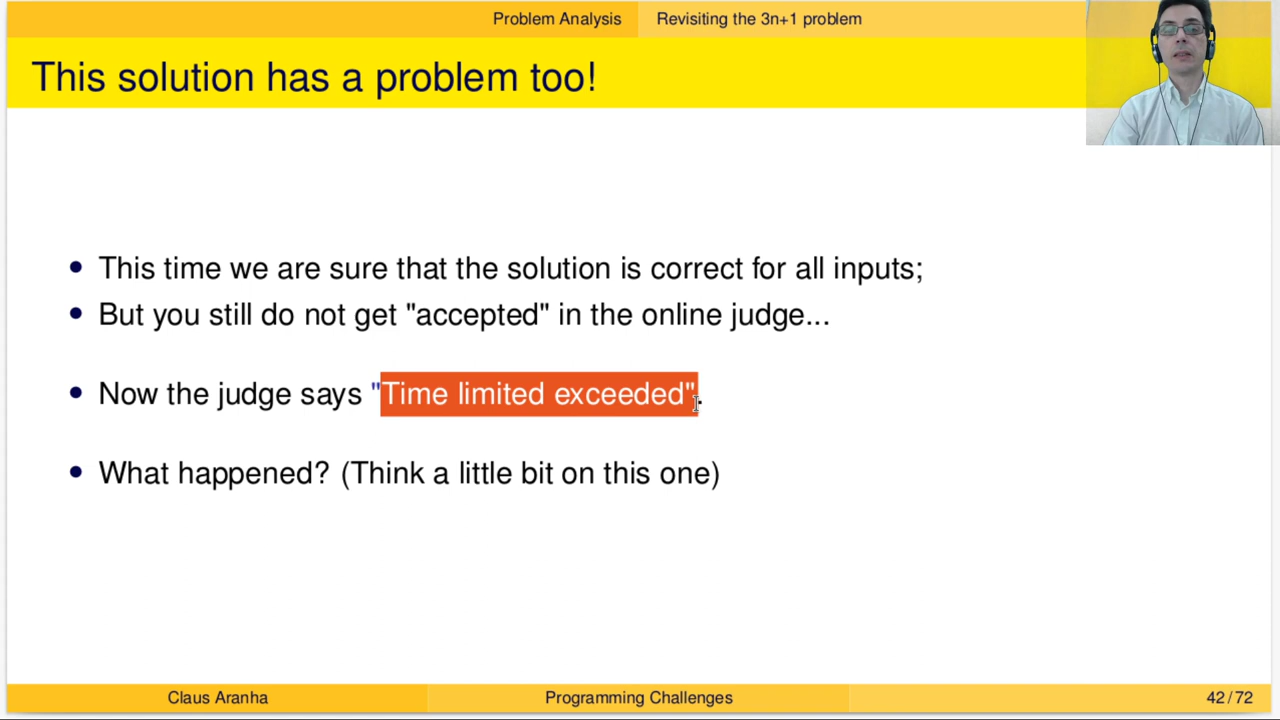 Problem Analysis Revisiting the 3n+1 problem
This solution has a problem too!
• This time we are sure that the solution is correct for all inputs;
• But you still do not get "accepted" in the online judge...
• Now the judge says "Time limited exceeded".
• What happened? (Think a little bit on this one)
Claus Aranha Programming Challenges 42 / 72